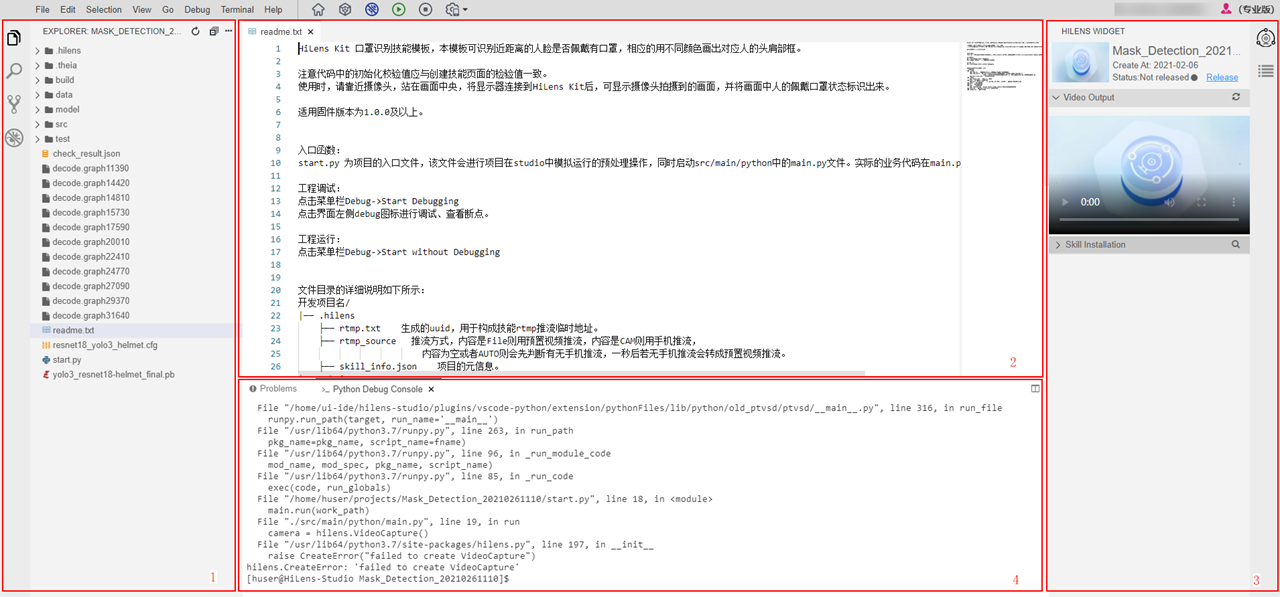 File Edit Selection View Go Debug Terminal Help
(专业版)
EXPLORER: MASK_DETECTION_2...
.hilens
.theia
build
data
model
src
test
check_result.json
decode.graph11390
decode.graph14420
decode.graph14810
decode.graph15730
decode.graph17590
decode.graph20010
decode.graph22410
decode.graph24770
decode.graph27090
decode.graph29370
decode.graph31640
readme.txt
resnet18_yolo3_helmet.cfg
start.py
yolo3_resnet18-helmet_final.pb
1
readme.txt
1 HiLens Kit 口罩识别技能模板，本模板可识别近距离的人脸是否佩戴有口罩，相应的用不同颜色画出对应人的头肩部框。
2
3 注意代码中的初始化校验值应与创建技能页面的检验值一致。
4 使用时，请靠近摄像头，站在画面中央，将显示器连接到HiLens Kit后，可显示摄像头拍摄到的画面，并将画面中人的佩戴口罩状态标识出来。
5
6 适用固件版本为1.0.0及以上。
7
8
9 入口函数：
10 start.py 为项目的入口文件，该文件会进行项目在studio中模拟运行的预处理操作，同时启动src/main/python中的main.py文件。实际的业务代码在main.p
11
12 工程调试：
13 点击菜单栏Debug->Start Debugging
14 点击界面左侧debug图标进行调试、查看断点。
15
16 工程运行：
17 点击菜单栏Debug->Start without Debugging
18
19
20 文件目录的详细说明如下所示：
21 开发项目名/
22 |—— .hilens
23 ├── rtmp.txt 生成的uuid，用于构成技能rtmp推流临时地址。
24 ├── rtmp_source 推流方式，内容是File则用预置视频推流，内容是CAM则用手机推流，
25 内容为空或者AUTO则会先判断有无手机推流，一秒后若无手机推流会转成预置视频推流。
26 ├── skill_info.json 项目的元信息。
2
Problems >_ Python Debug Console
File "/home/ui-ide/hilens-studio/plugins/vscode-python/extension/pythonFiles/lib/python/old_ptvsd/ptvsd/__main__.py", line 316, in run_file
runpy.run_path(target, run_name='__main__')
File "/usr/lib64/python3.7/runpy.py", line 263, in run_path
pkg_name=pkg_name, script_name=fname)
File "/usr/lib64/python3.7/runpy.py", line 96, in _run_module_code
mod_name, mod_spec, pkg_name, script_name)
File "/usr/lib64/python3.7/runpy.py", line 85, in _run_code
exec(code, run_globals)
File "/home/huser/projects/Mask_Detection_20210261110/start.py", line 18, in <module>
main.run(work_path)
File "./src/main/python/main.py", line 19, in run
camera = hilens.VideoCapture()
File "/usr/lib64/python3.7/site-packages/hilens.py", line 197, in __init__
raise CreateError("failed to create VideoCapture")
hilens.CreateError: 'failed to create VideoCapture'
[huser@HiLens-Studio Mask_Detection_20210261110]$
4
HILENS WIDGET
Mask_Detection_2021...
Create At: 2021-02-06
Status:Not released Release
Video Output
0:00
Skill Installation
3